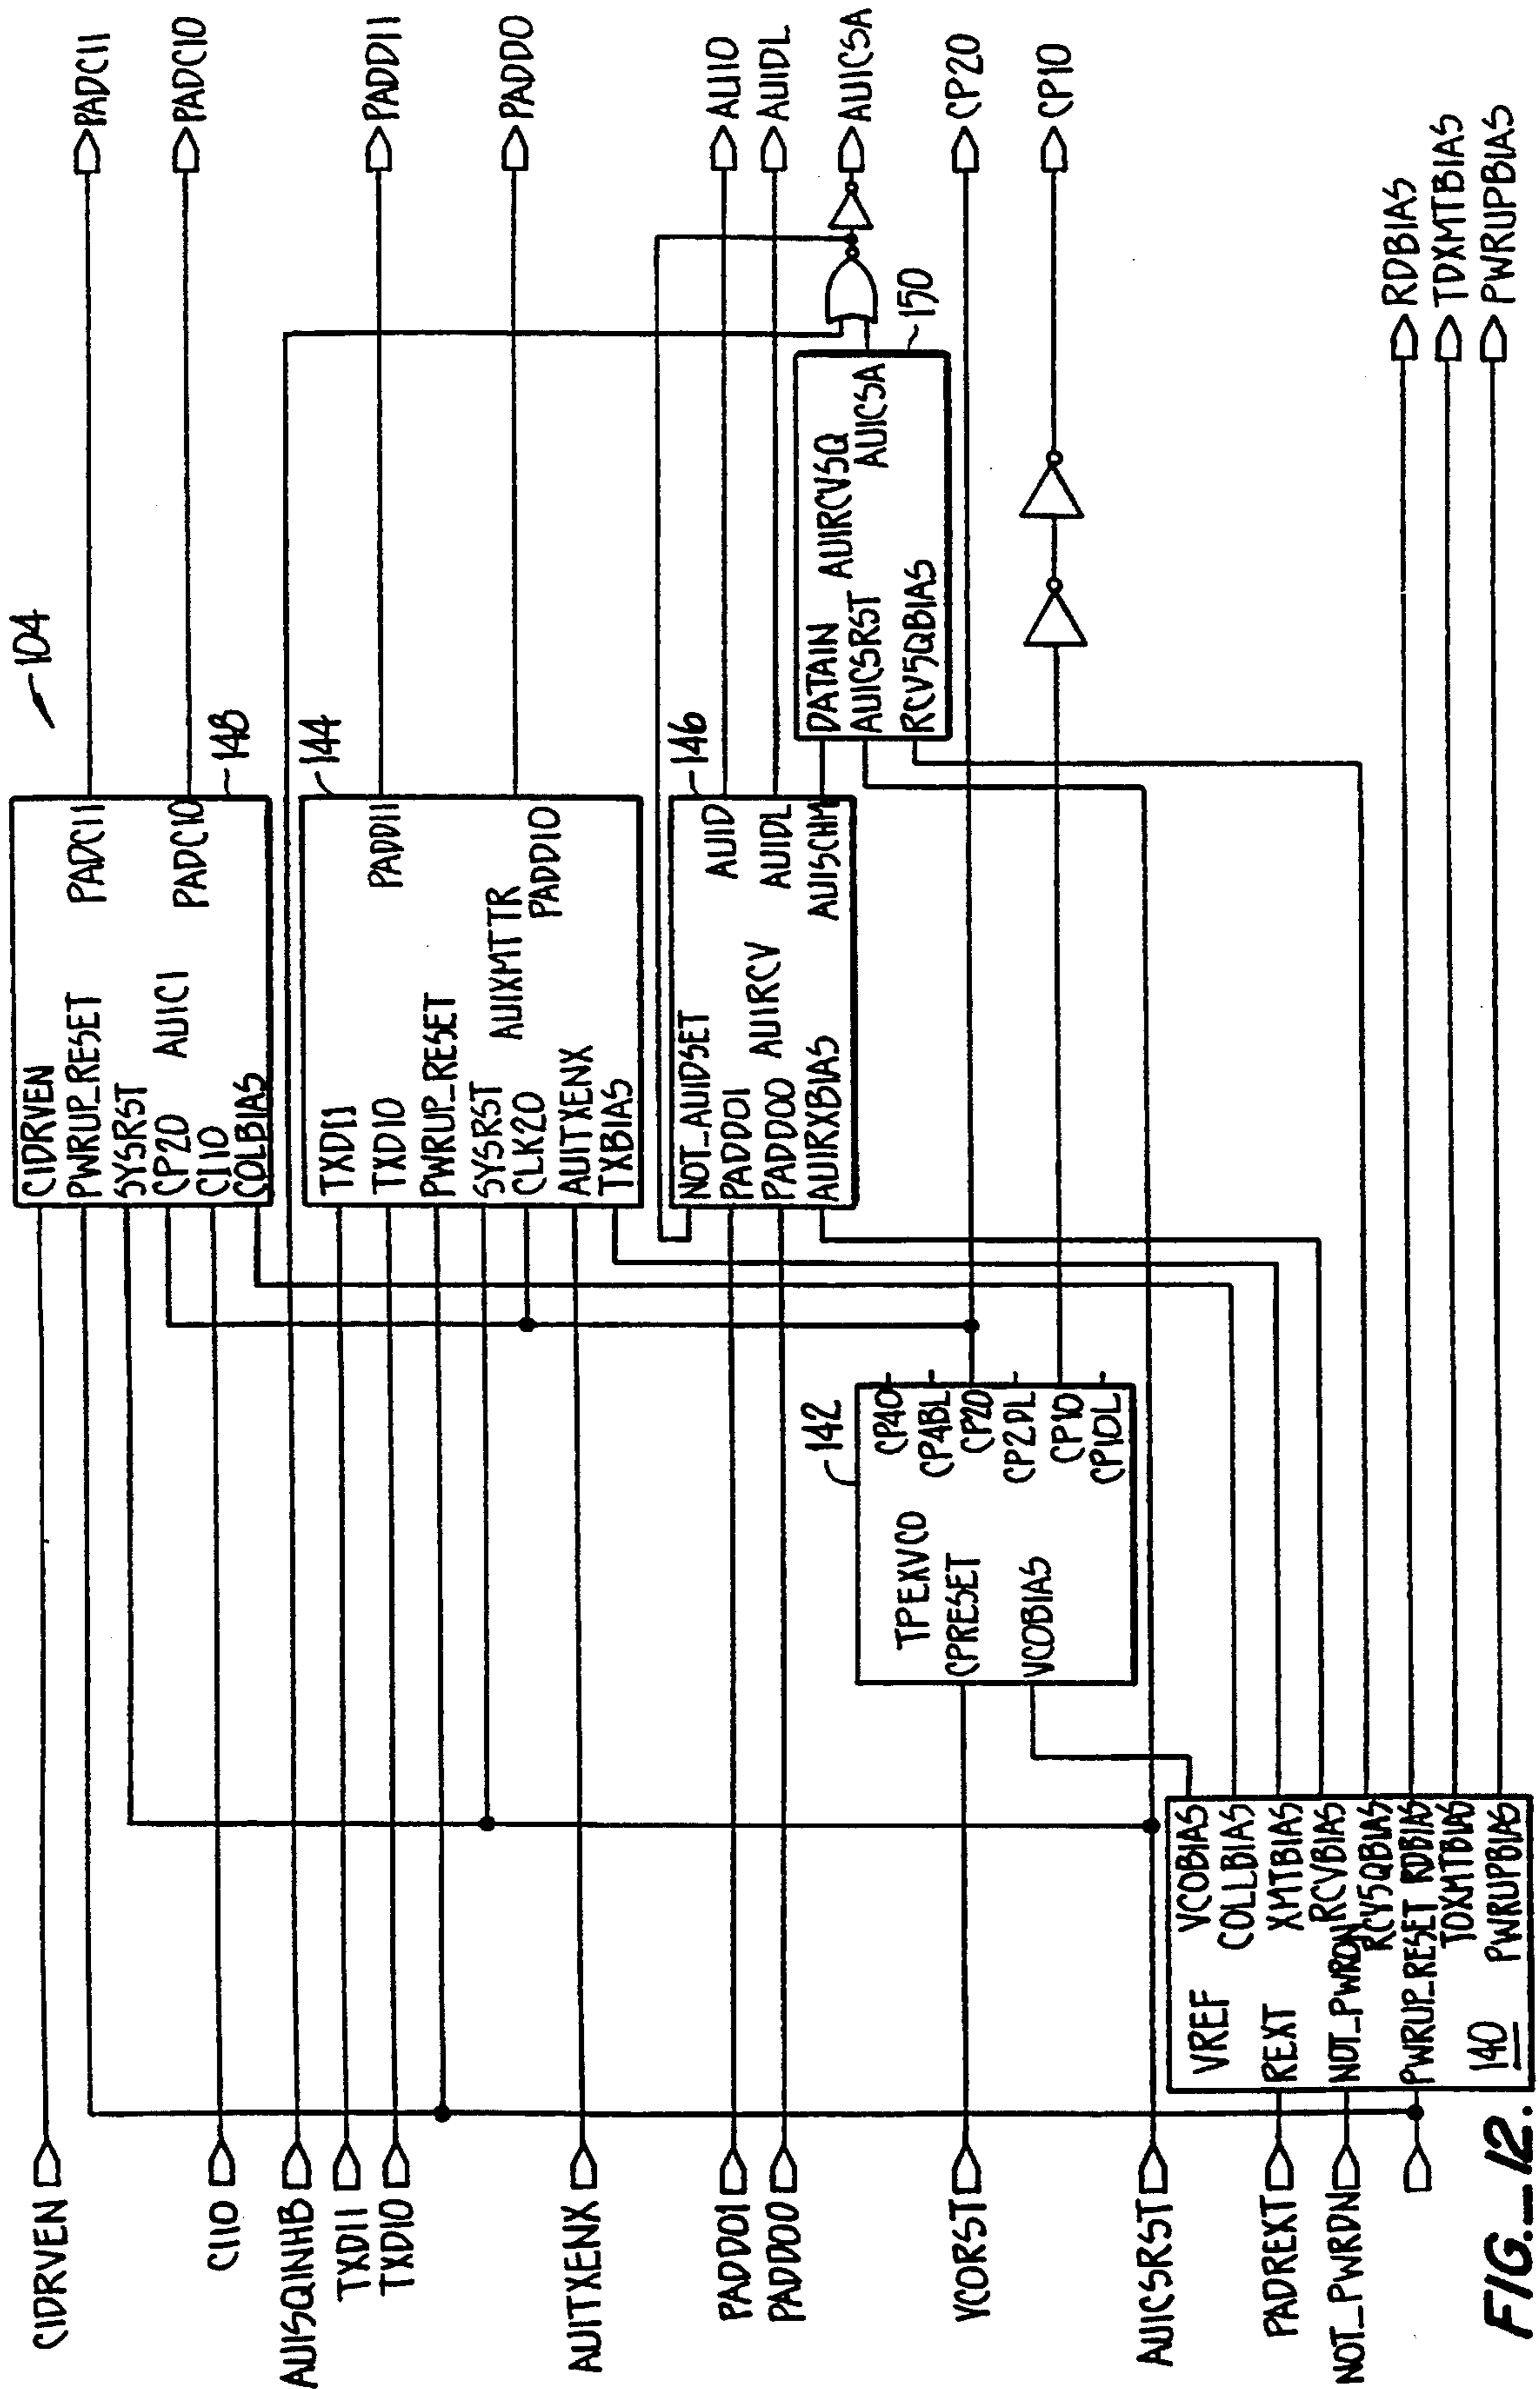 104
CIDRVEN
PWRUP_RESET
SYSRST
CP20
CI10
COLBIAS
AUICI
PADCI1
PADCI0
148
TXDI1
TXDI0
PWRUP_RESET
SYSRST
CLK20
AUITXENX
TXBIAS
AUIXMTTR
PADDI1
PADDI0
144
NOT_AUIDSET
PADDO1
PADDOO AUIRCV
AUIRXBIAS
AUID
AUIDL
AUISCHM
146
DATAIN AUIRCVSQ
AUICSRST AUICSA
RCVSQBIAS
150
142
TPEXVCO
CPRESET
VCOBIAS
CP40
CP4BL
CP20
CP2DL
CP10
CP10L
VREF
REXT
NOT_PWRDN
PWRUP_RESET
140
VCOBIAS
COLLBIAS
XMTBIAS
RCVBIAS
RCVSQBIAS
RDBIAS
TDXMTBIAS
PWRUPBIAS
CIDRVEN
CI10
AUISQINHB
TXDI1
TXDI0
AUITXENX
PADDO1
PADDOO
VCORST
AUICSRST
PADREXT
NOT_PWRDN
PADCI1
PADCI0
PADDI1
PADDO
AUIO
AUIDL
AUICSA
CP20
CP10
RDBIAS
TDXMTBIAS
PWRUPBIAS
FIG._12.